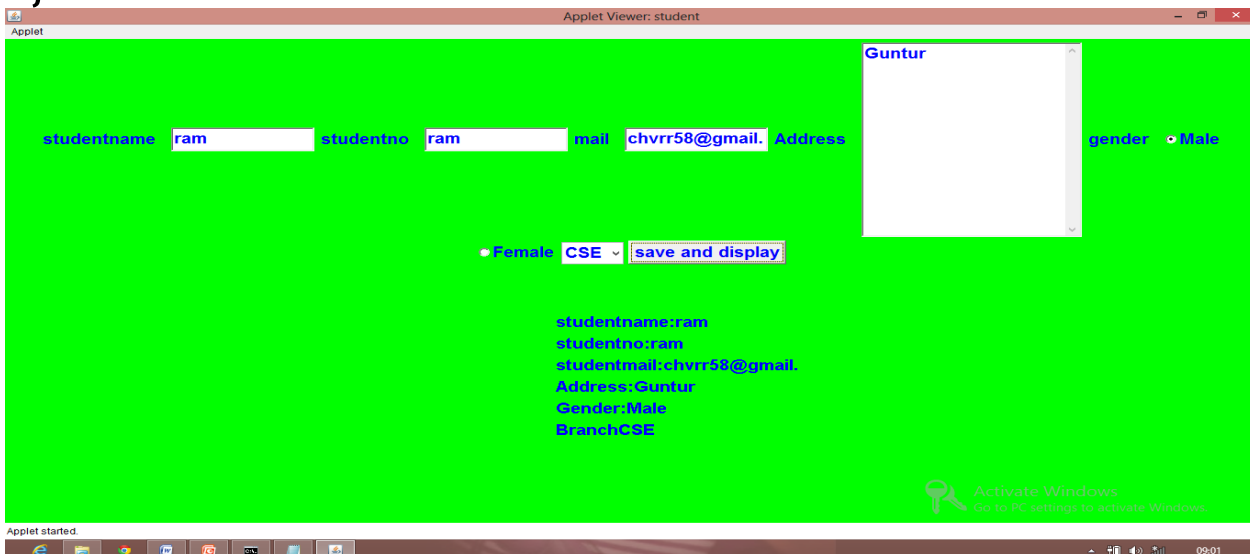 Applet Viewer: student
Applet
Guntur
studentname ram studentno ram mail chvrr58@gmail. Address gender Male
Female CSE save and display
studentname:ram
studentno:ram
studentmail:chvrr58@gmail.
Address:Guntur
Gender:Male
BranchCSE
Activate Windows
Go to PC settings to activate Windows.
Applet started.
09:01